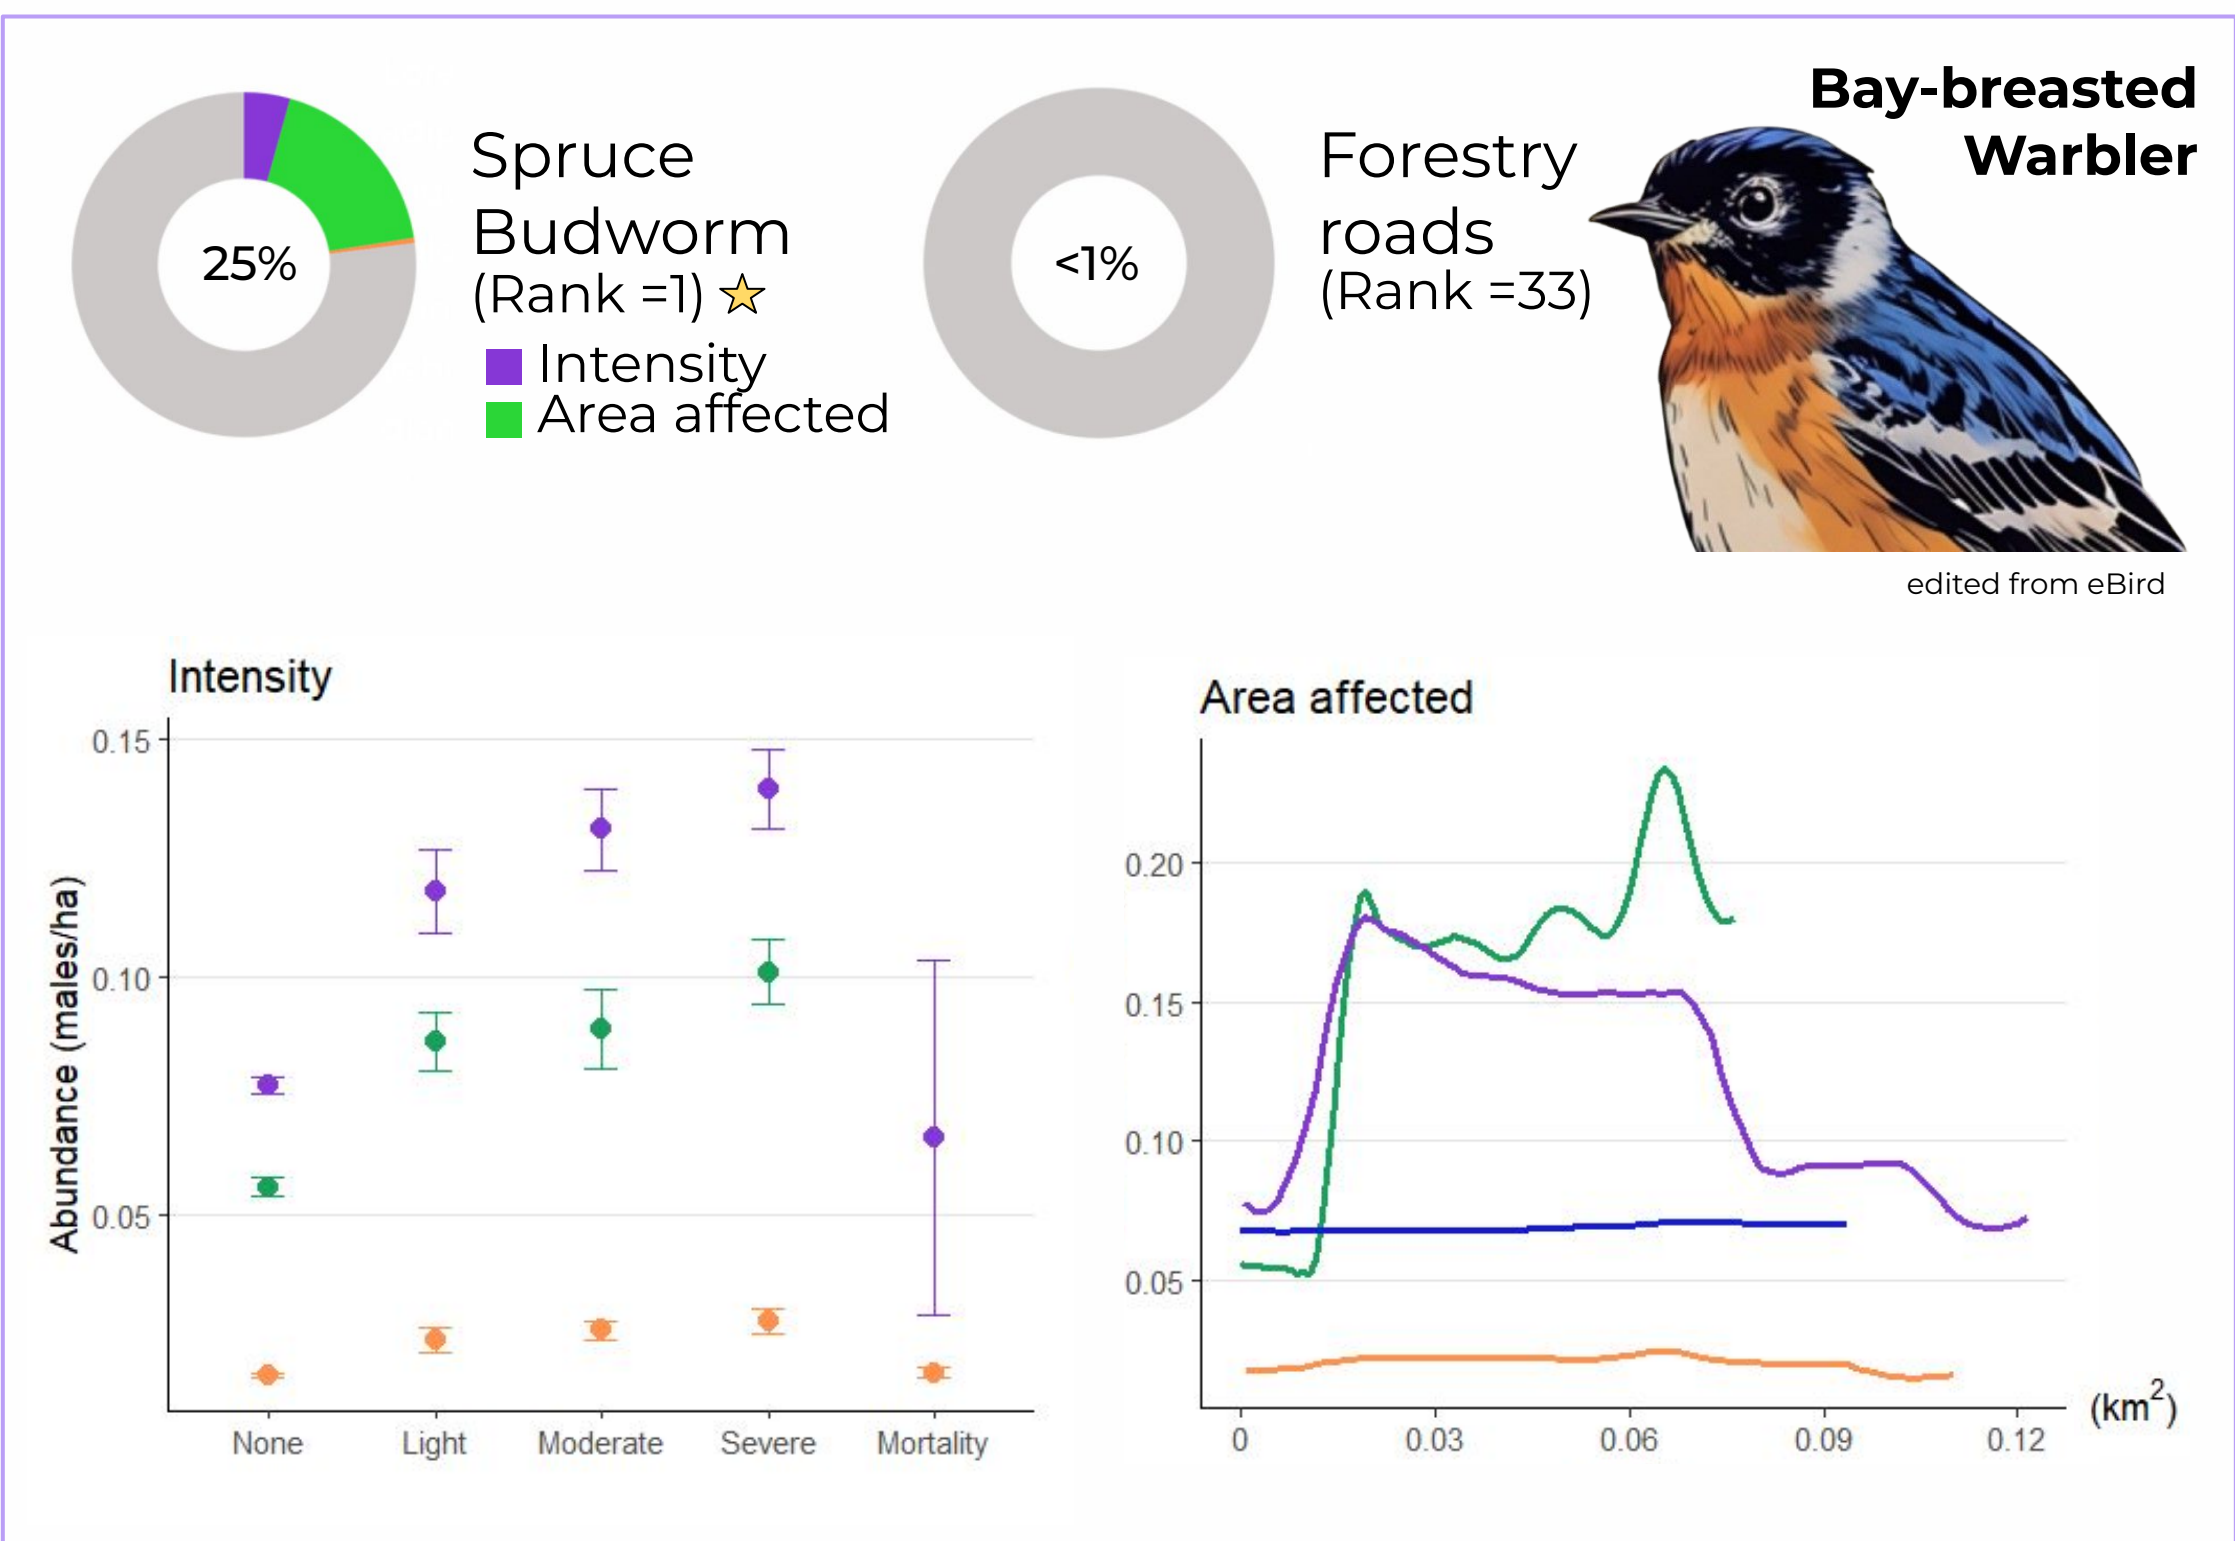 Bay-breasted
Warbler
25%
Spruce
Budworm
(Rank =1)
Intensity
Area affected
<1%
Forestry
roads
(Rank =33)
edited from eBird
Intensity
Abundance (males/ha)
0.15
0.10
0.05
None Light Moderate Severe Mortality
Area affected
0.20
0.15
0.10
0.05
0 0.03 0.06 0.09 0.12
(km²)